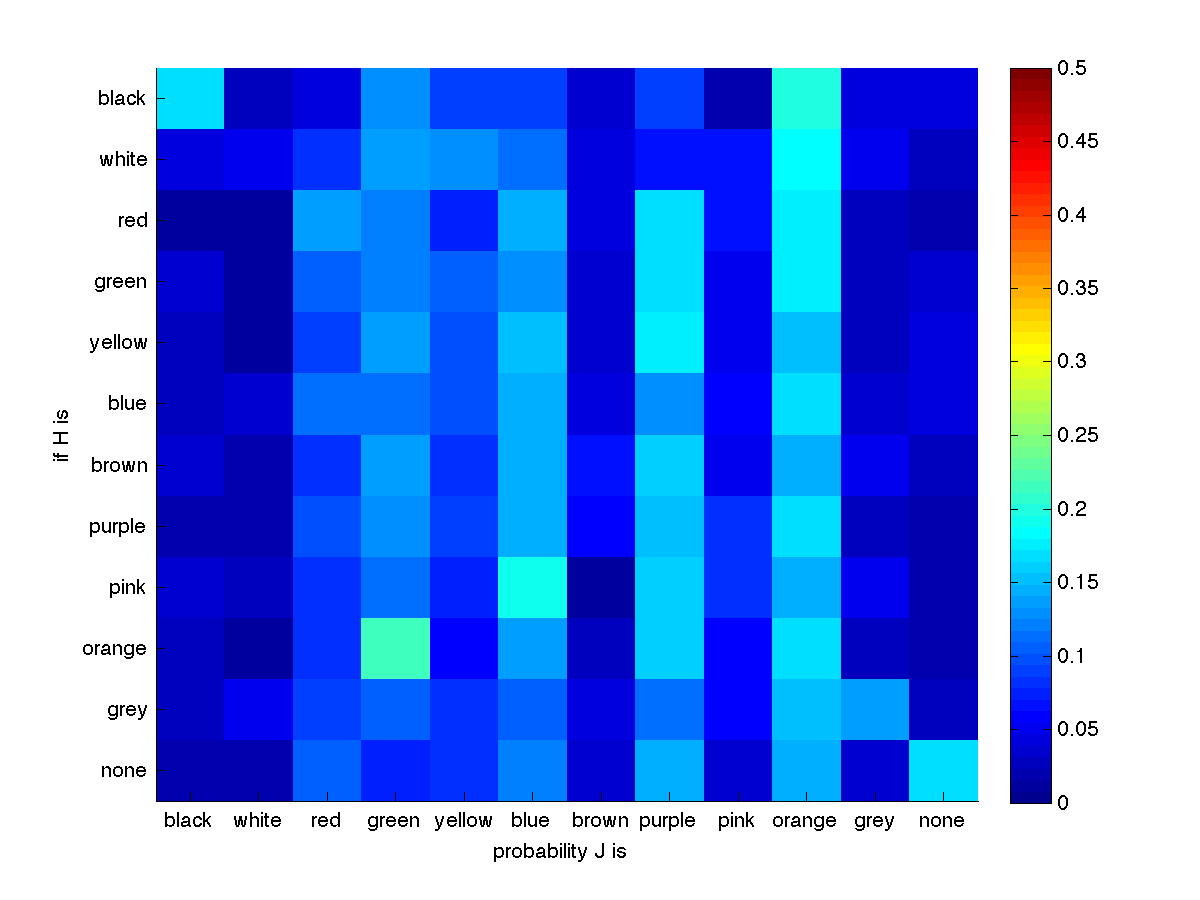 black
white
red
green
yellow
blue
brown
purple
pink
orange
grey
none
if H is
black white red green yellow blue brown purple pink orange grey none
probability J is
0.5
0.45
0.4
0.35
0.3
0.25
0.2
0.15
0.1
0.05
0